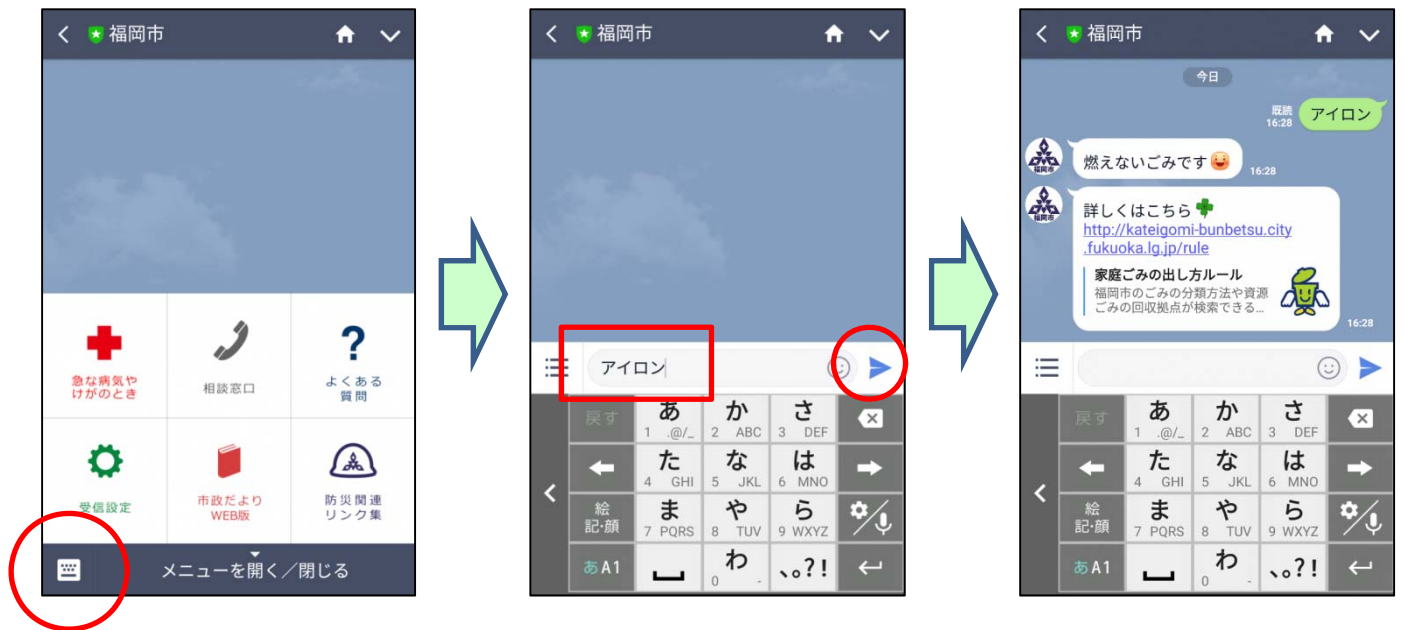 福岡市
急な病気や
けがのとき
相談窓口
よくある
質問
受信設定
市政だより
WEB版
防災関連
リンク集
メニューを開く／閉じる
福岡市
アイロン
戻す
あ
1 .@/_
か
2 ABC
さ
3 DEF
た
4 GHI
な
5 JKL
は
6 MNO
絵
記・顔
ま
7 PQRS
や
8 TUV
ら
9 WXYZ
あA1
わ
0 -
、。?!
福岡市
今日
既読
16:28
アイロン
燃えないごみです
16:28
福岡市
詳しくはこちら
http://kateigomi-bunbetsu.city
.fukuoka.lg.jp/rule
家庭ごみの出し方ルール
福岡市のごみの分類方法や資源
ごみの回収拠点が検索できる...
16:28
福岡市
戻す
あ
1 .@/_
か
2 ABC
さ
3 DEF
た
4 GHI
な
5 JKL
は
6 MNO
絵
記・顔
ま
7 PQRS
や
8 TUV
ら
9 WXYZ
あA1
わ
0 -
、。?!